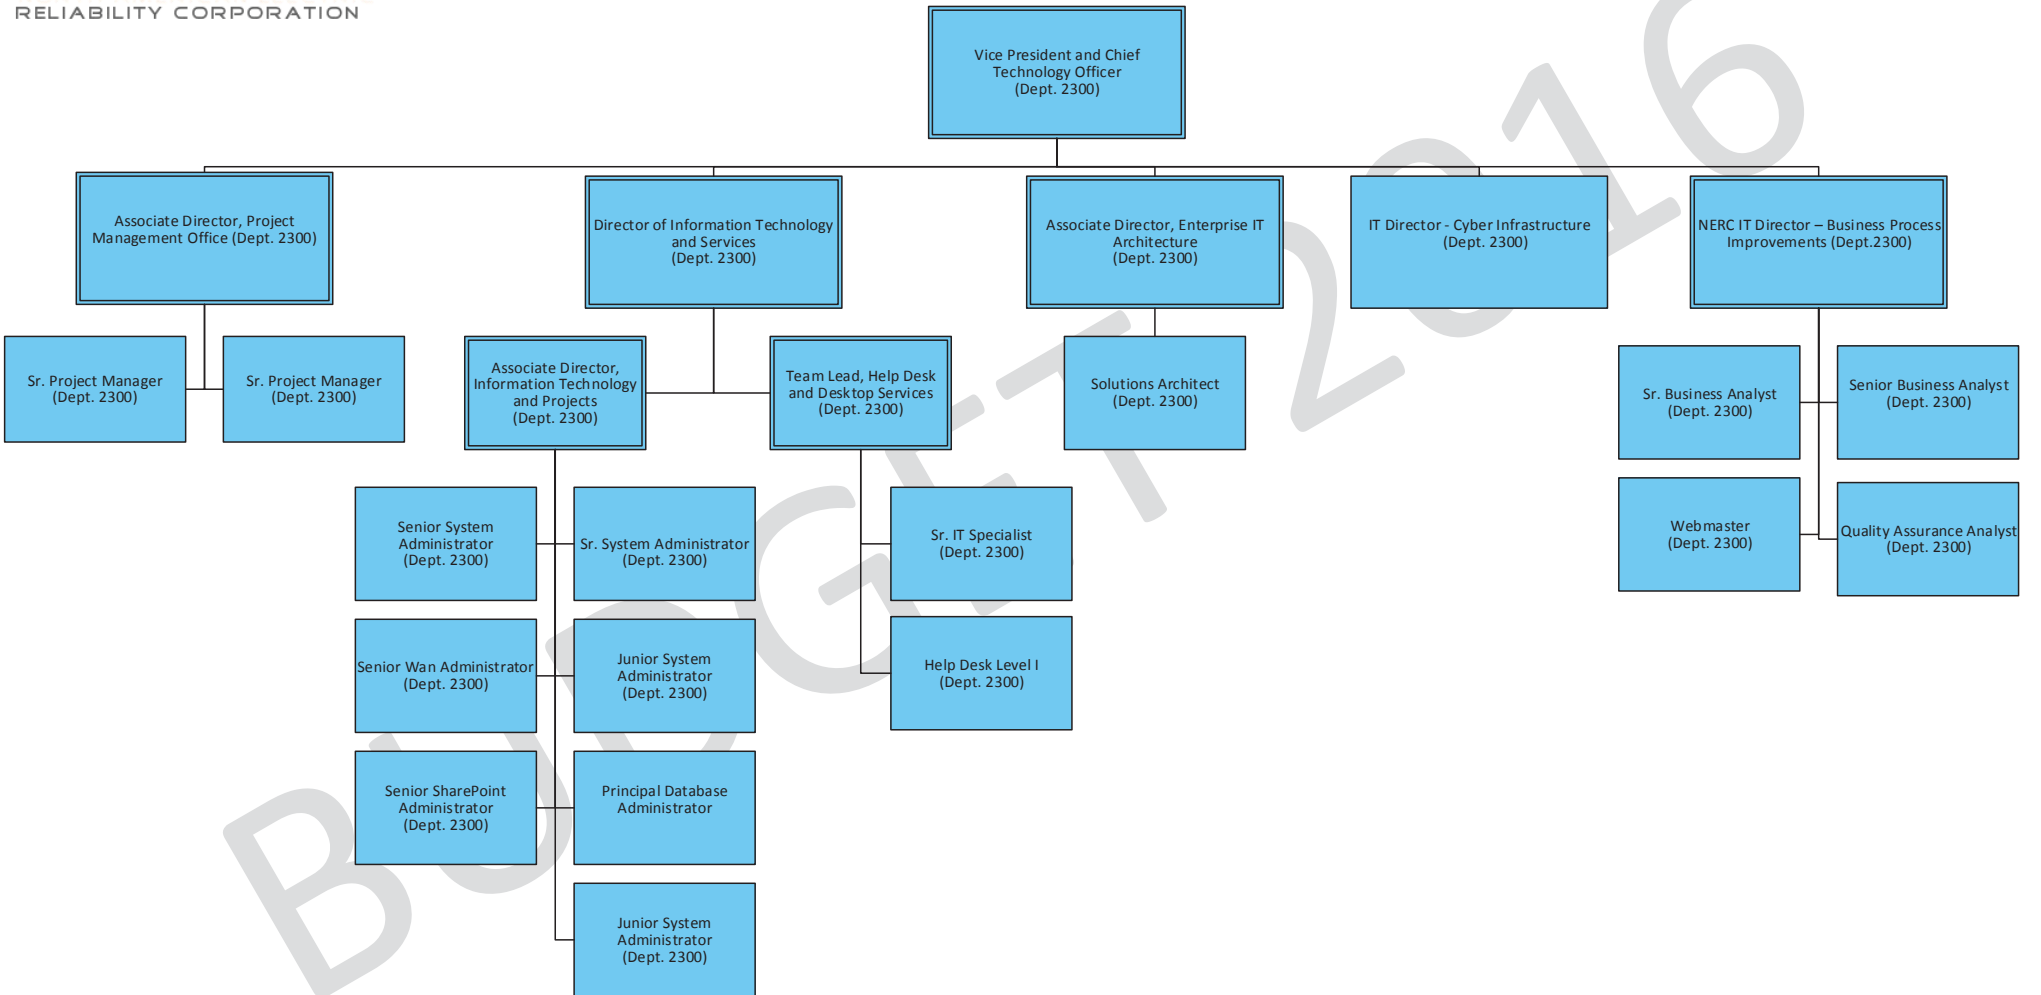 RELIABILITY CORPORATION
Vice President and Chief
Technology Officer
(Dept. 2300)
Associate Director, Project
Management Office (Dept. 2300)
Director of Information Technology
and Services
(Dept. 2300)
Associate Director, Enterprise IT
Architecture
(Dept. 2300)
IT Director - Cyber Infrastructure
(Dept. 2300)
NERC IT Director – Business Process
Improvements (Dept.2300)
Sr. Project Manager
(Dept. 2300)
Sr. Project Manager
(Dept. 2300)
Associate Director,
Information Technology
and Projects
(Dept. 2300)
Team Lead, Help Desk
and Desktop Services
(Dept. 2300)
Solutions Architect
(Dept. 2300)
Sr. Business Analyst
(Dept. 2300)
Senior Business Analyst
(Dept. 2300)
Senior System
Administrator
(Dept. 2300)
Sr. System Administrator
(Dept. 2300)
Sr. IT Specialist
(Dept. 2300)
Webmaster
(Dept. 2300)
Quality Assurance Analyst
(Dept. 2300)
Senior Wan Administrator
(Dept. 2300)
Junior System
Administrator
(Dept. 2300)
Help Desk Level I
(Dept. 2300)
Senior SharePoint
Administrator
(Dept. 2300)
Principal Database
Administrator
Junior System
Administrator
(Dept. 2300)
BUDGET 2016